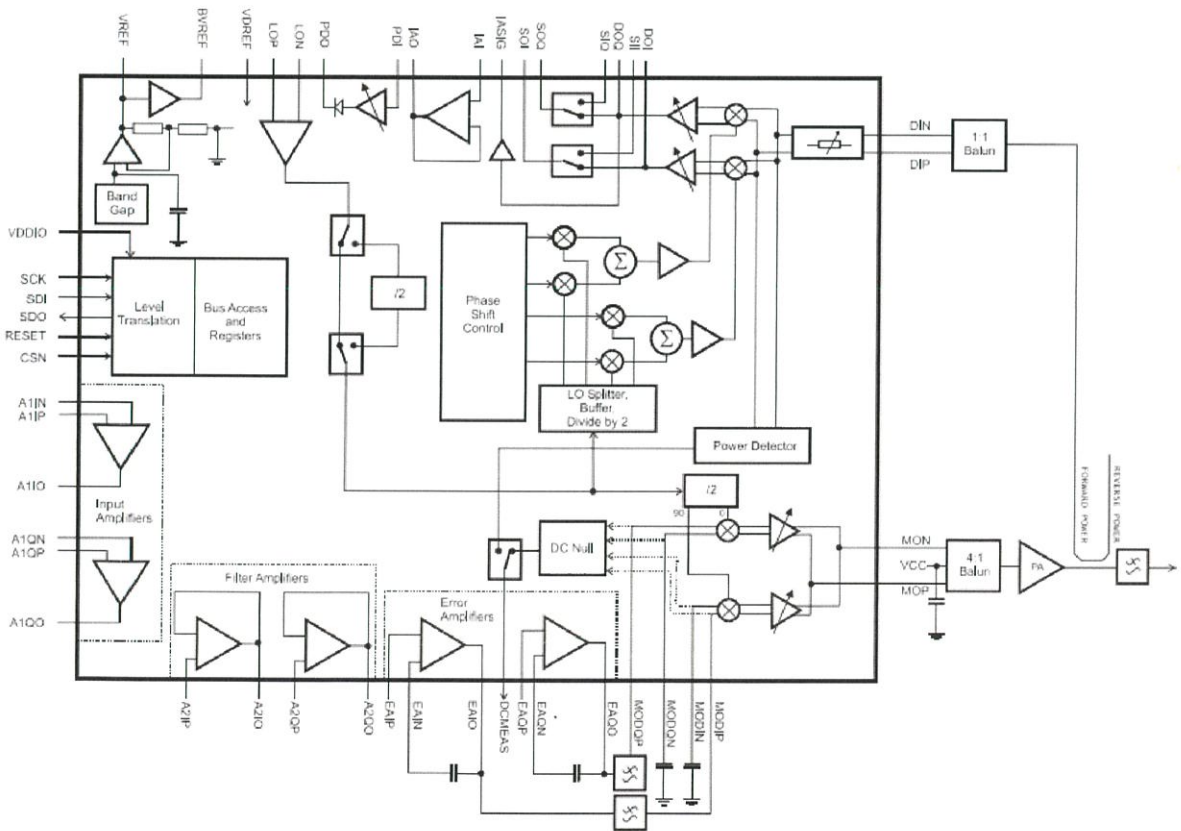 VREF
BVREF
VDREF
LOP
LON
PDO
PDI
IAO
IAI
IASIG
SOI
SOQ
SIQ
DOQ
SII
DOI
Band
Gap
VDDIO
SCK
SDI
SDO
RESET
CSN
Level
Translation
Bus Access
and
Registers
/2
Phase
Shift
Control
Σ
Σ
LO Splitter,
Buffer,
Divide by 2
Power Detector
DIN
DIP
1:1
Balun
A1IN
A1IP
A1IO
Input
Amplifiers
A1QN
A1QP
A1QO
Filter Amplifiers
Error
Amplifiers
DC Null
/2
90
0
MON
VCC
MOP
4:1
Balun
PA
FORWARD POWER
REVERSE POWER
A2IP
A2IO
A2QP
A2QO
EAIP
EAIN
EAIO
DCMEAS
EAQP
EAQN
EAQO
MODQP
MODQN
MODIN
MODIP